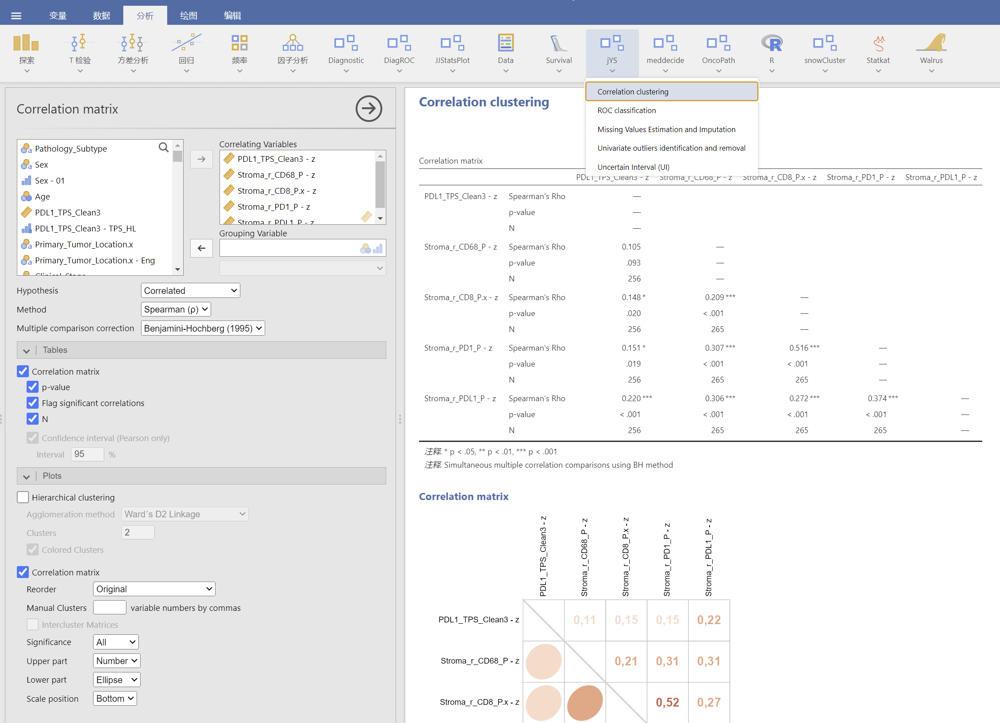 变量 数据 分析 绘图 编辑
探索 T 检验 方差分析 回归 频率 因子分析 Diagnostic DiagROC JJStatsPlot Data Survival jYS meddecide OncoPath R snowCluster Statkat Walrus
Correlation clustering
ROC classification
Missing Values Estimation and Imputation
Univariate outliers identification and removal
Uncertain Interval (UI)
Correlation matrix
Pathology_Subtype
Sex
Sex - 01
Age
PDL1_TPS_Clean3
PDL1_TPS_Clean3 - TPS_HL
Primary_Tumor_Location.x
Primary_Tumor_Location.x - Eng
Clinical_Stage
Correlating Variables
PDL1_TPS_Clean3 - z
Stroma_r_CD68_P - z
Stroma_r_CD8_P.x - z
Stroma_r_PD1_P - z
Stroma_r_PDL1_P - z
Grouping Variable
Hypothesis Correlated
Method Spearman (ρ)
Multiple comparison correction Benjamini-Hochberg (1995)
Tables
Correlation matrix
p-value
Flag significant correlations
N
Confidence interval (Pearson only)
Interval 95 %
Plots
Hierarchical clustering
Agglomeration method Ward´s D2 Linkage
Clusters 2
Colored Clusters
Correlation matrix
Reorder Original
Manual Clusters variable numbers by commas
Intercluster Matrices
Significance All
Upper part Number
Lower part Ellipse
Scale position Bottom
Correlation clustering
Correlation matrix
PDL1_TPS_Clean3 - z Stroma_r_CD68_P - z Stroma_r_CD8_P.x - z Stroma_r_PD1_P - z Stroma_r_PDL1_P - z
PDL1_TPS_Clean3 - z Spearman's Rho —
p-value —
N —
Stroma_r_CD68_P - z Spearman's Rho 0.105 —
p-value .093 —
N 256 —
Stroma_r_CD8_P.x - z Spearman's Rho 0.148 * 0.209 *** —
p-value .020 < .001 —
N 256 265 —
Stroma_r_PD1_P - z Spearman's Rho 0.151 * 0.307 *** 0.516 *** —
p-value .019 < .001 < .001 —
N 256 265 265 —
Stroma_r_PDL1_P - z Spearman's Rho 0.220 *** 0.306 *** 0.272 *** 0.374 *** —
p-value < .001 < .001 < .001 < .001 —
N 256 265 265 265 —
注释 * p < .05, ** p < .01, *** p < .001
注释 Simultaneous multiple correlation comparisons using BH method
Correlation matrix
PDL1_TPS_Clean3 - z Stroma_r_CD68_P - z Stroma_r_CD8_P.x - z Stroma_r_PD1_P - z Stroma_r_PDL1_P - z
PDL1_TPS_Clean3 - z 0,11 0,15 0,15 0,22
Stroma_r_CD68_P - z 0,21 0,31 0,31
Stroma_r_CD8_P.x - z 0,52 0,27